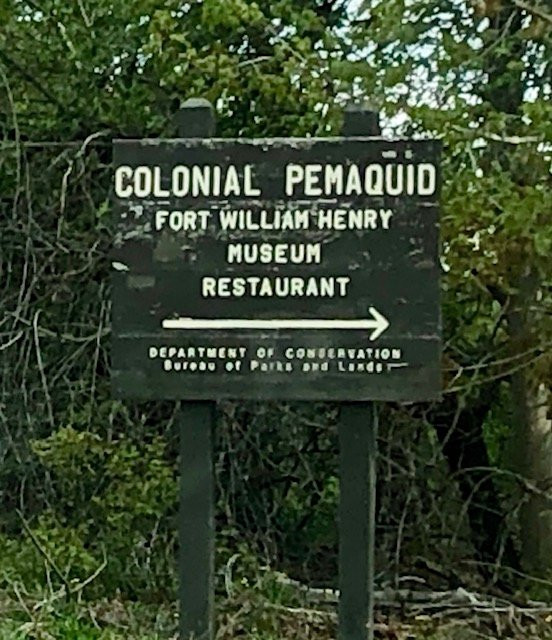 COLONIAL PEMAQUID
FORT WILLIAM HENRY
MUSEUM
RESTAURANT
DEPARTMENT OF CONSERVATION
Bureau of Parks and Lands